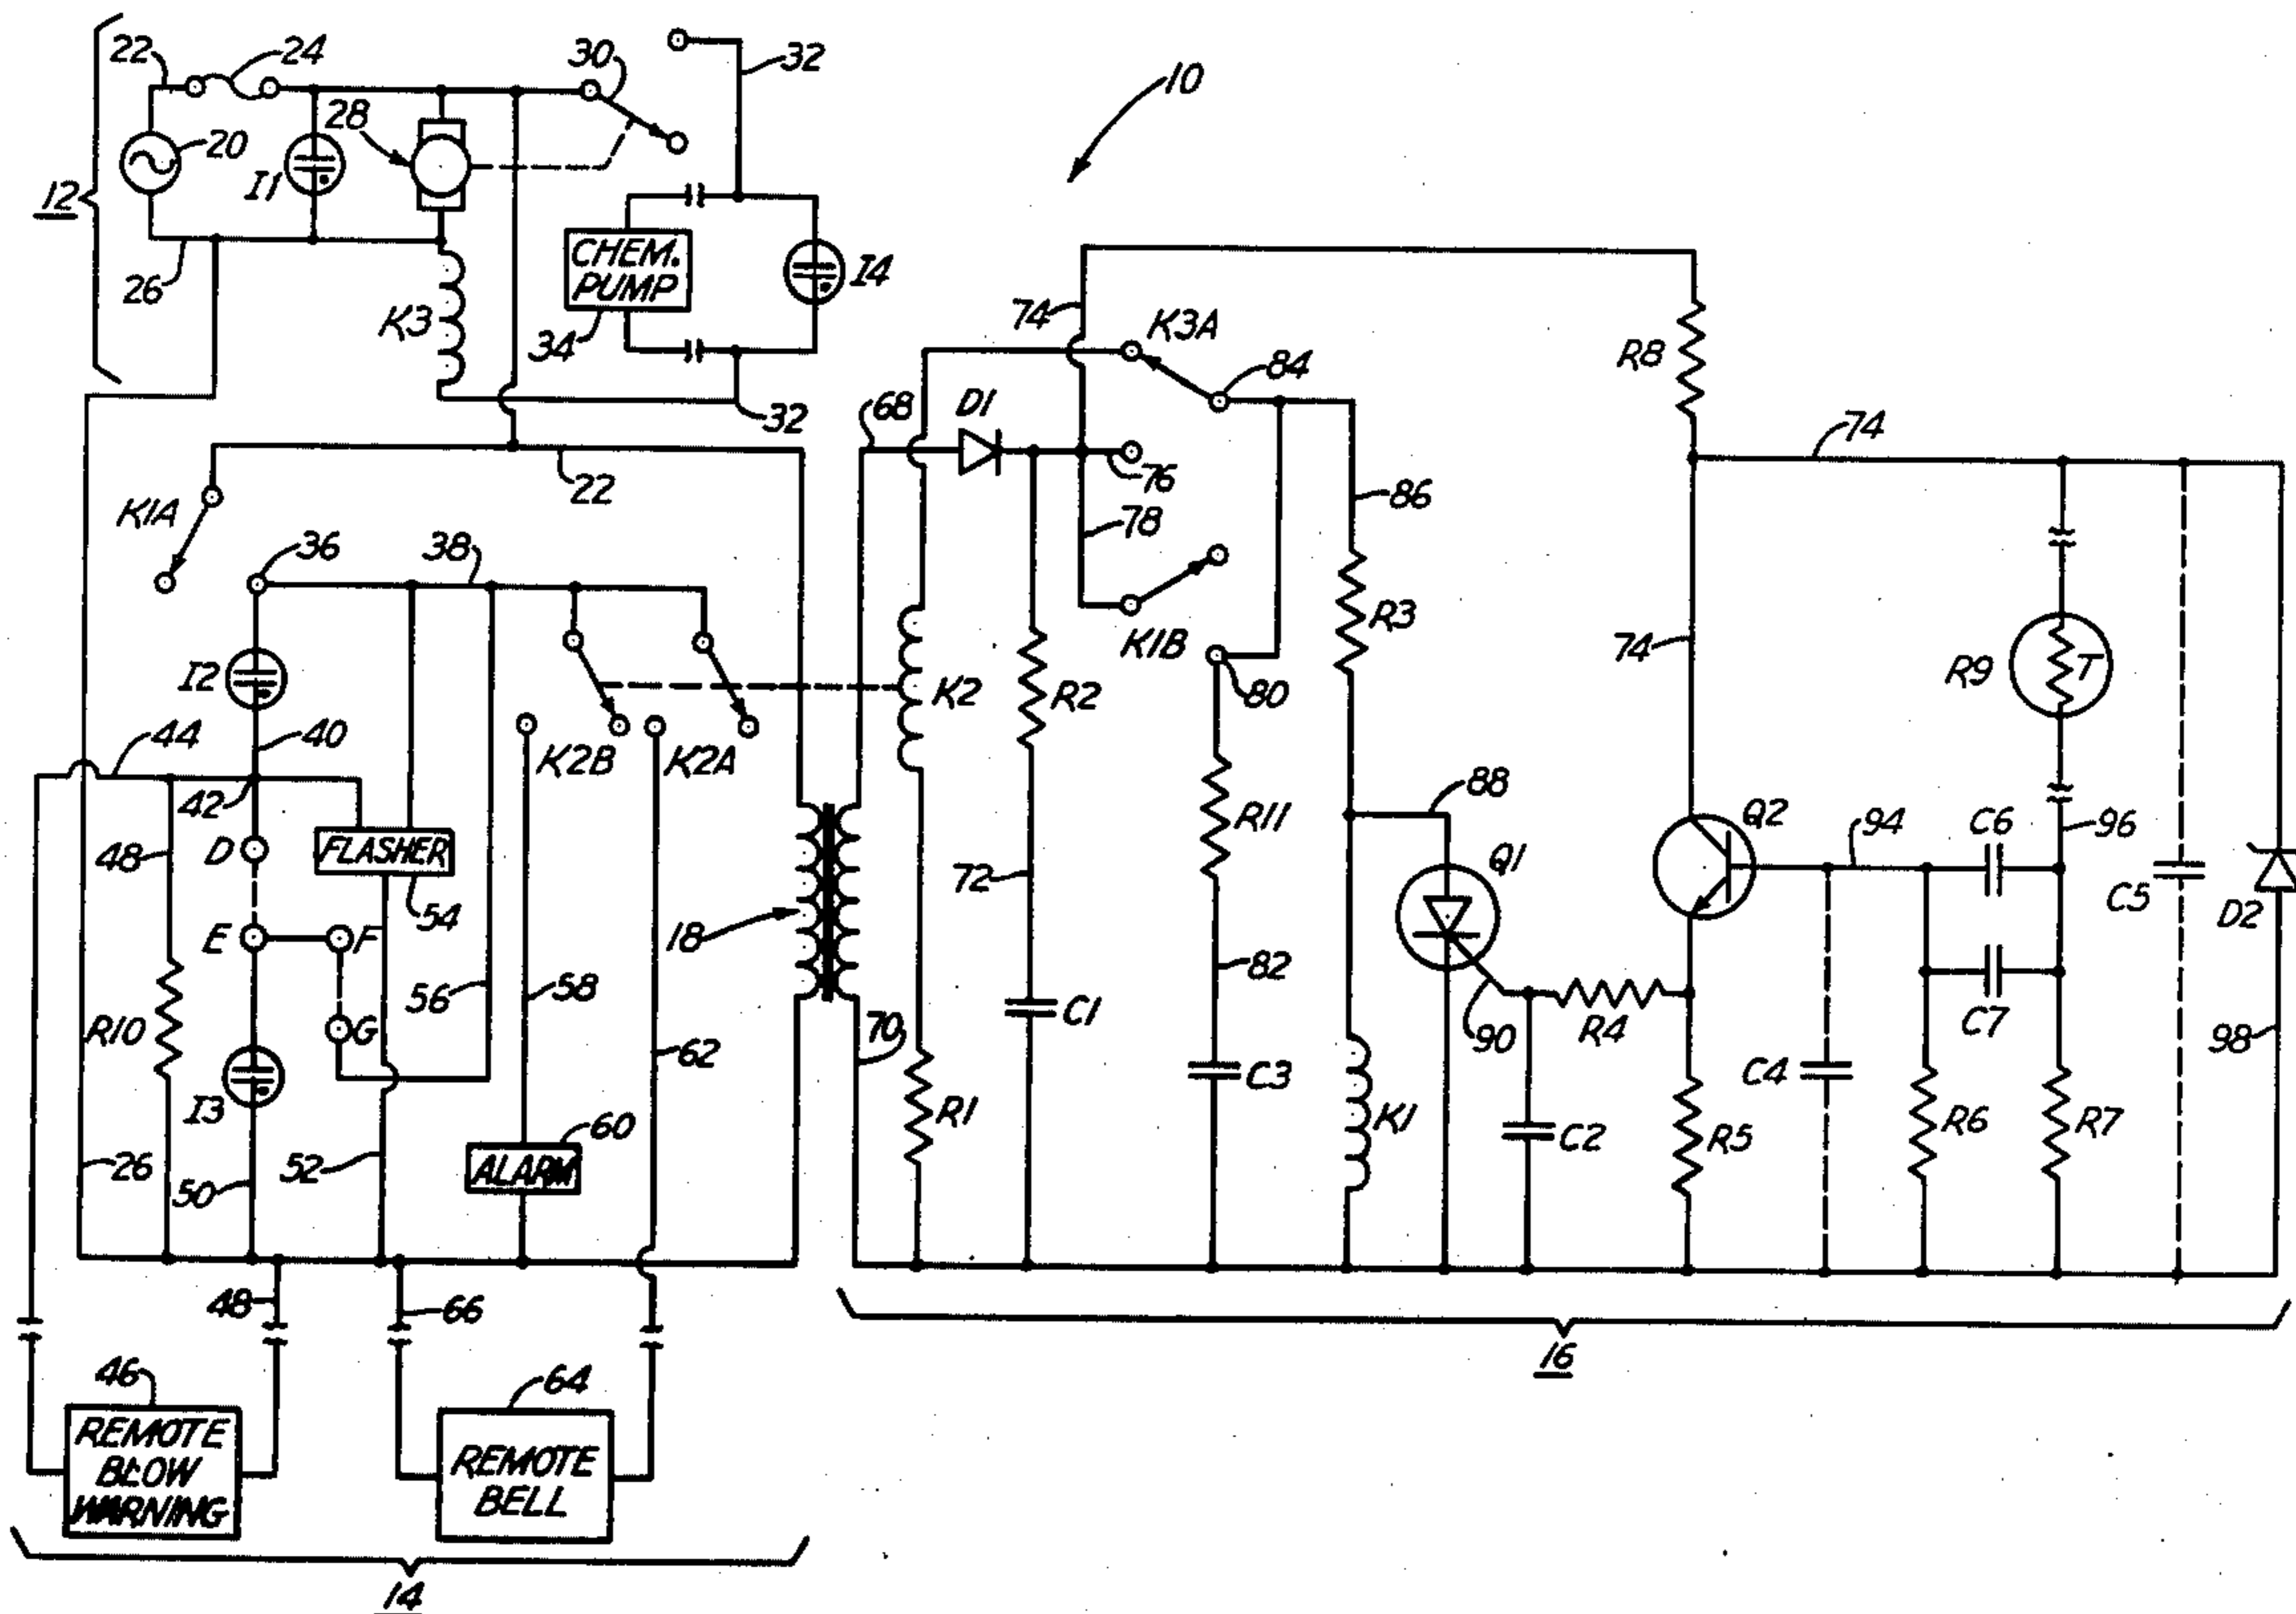 22
24
30
32
10
28
20
I1
12
CHEM.
PUMP
I4
26
K3
34
32
74
K3A
84
R8
68
D1
74
K1A
22
76
86
78
36
38
K1B
R3
I2
80
K2
R2
74
R9
T
44
40
K2B
K2A
42
88
Q2
94
C6
96
48
D
FLASHER
R11
Q1
54
72
C5
D2
E
F
18
82
56
58
70
C1
90
R4
C7
98
R10
G
62
C3
C4
I3
R1
K1
60
C2
R5
R6
R7
26
50
52
ALARM
48
66
16
46
64
REMOTE
BLOW
WARNING
REMOTE
BELL
14